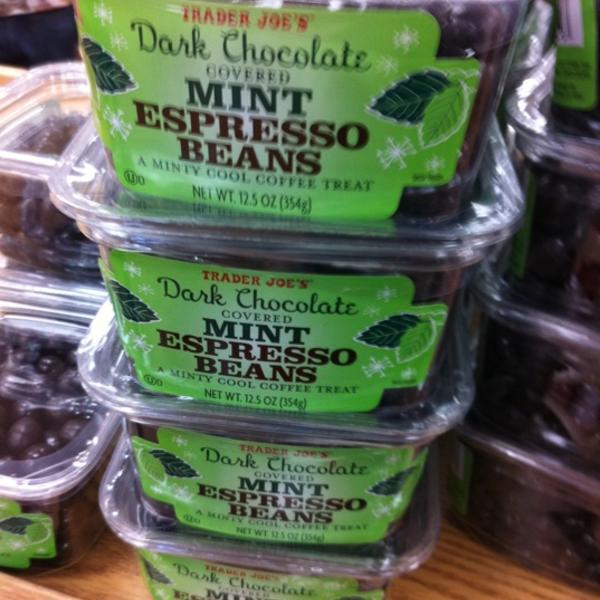 TRADER JOE'S
Dark Chocolate
COVERED
MINT
ESPRESSO
BEANS
A MINTY COOL COFFEE TREAT
NET WT. 12.5 OZ (354g)
TRADER JOE'S
Dark Chocolate
COVERED
MINT
ESPRESSO
BEANS
A MINTY COOL COFFEE TREAT
NET WT. 12.5 OZ (354g)
TRADER JOE'S
Dark Chocolate
COVERED
MINT
ESPRESSO
BEANS
A MINTY COOL COFFEE TREAT
NET WT. 12.5 OZ (354g)
TRADER JOE'S
Dark Chocolate
COVERED
MINT